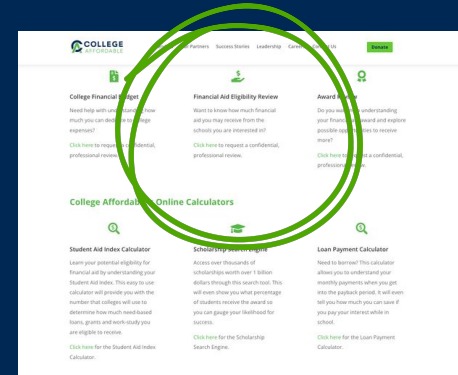 COLLEGE
AFFORDABLE
Partners Success Stories Leadership Us
Donate
College Financial Budget
Need help with understanding how
much you can to college
expenses?
Click here to request a confidential,
professional review.
Financial Aid Eligibility Review
Want to know how much financial
aid you may receive from the
schools you are interested in?
Click here to request a confidential,
professional review.
Award
Do you understanding
your financial award and explore
possible to receive
more?
Click here to a confidential,
professional
College Affordable Online Calculators
Student Aid Index Calculator
Learn your potential eligibility for
financial aid by understanding your
Student Aid Index. This easy to use
calculator will provide you with the
number that colleges will use to
determine how much need-based
loans, grants and work-study you
are eligible to receive.
Click here for the Student Aid Index
Calculator.
Scholarship Search Engine
Access over thousands of
scholarships worth over 1 billion
dollars through this search tool. This
will even show you what percentage
of students receive the award so
you can gauge your likelihood for
success.
Click here for the Scholarship
Search Engine.
Loan Payment Calculator
Need to borrow? This calculator
allows you to understand your
monthly payments when you get
into the payback period. It will even
tell you how much you can save if
you pay your interest while in
school.
Click here for the Loan Payment
Calculator.